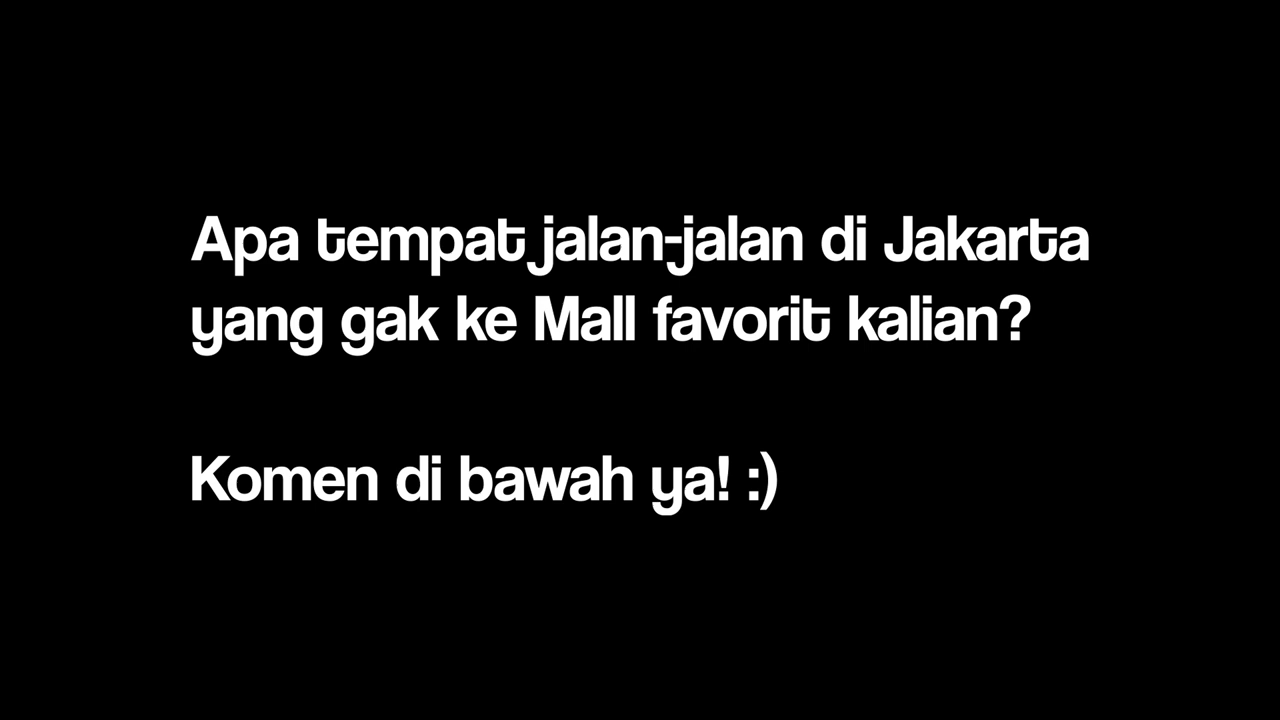 Apa tempat jalan-jalan di Jakarta
yang gak ke Mall favorit kalian?
Komen di bawah ya! :)